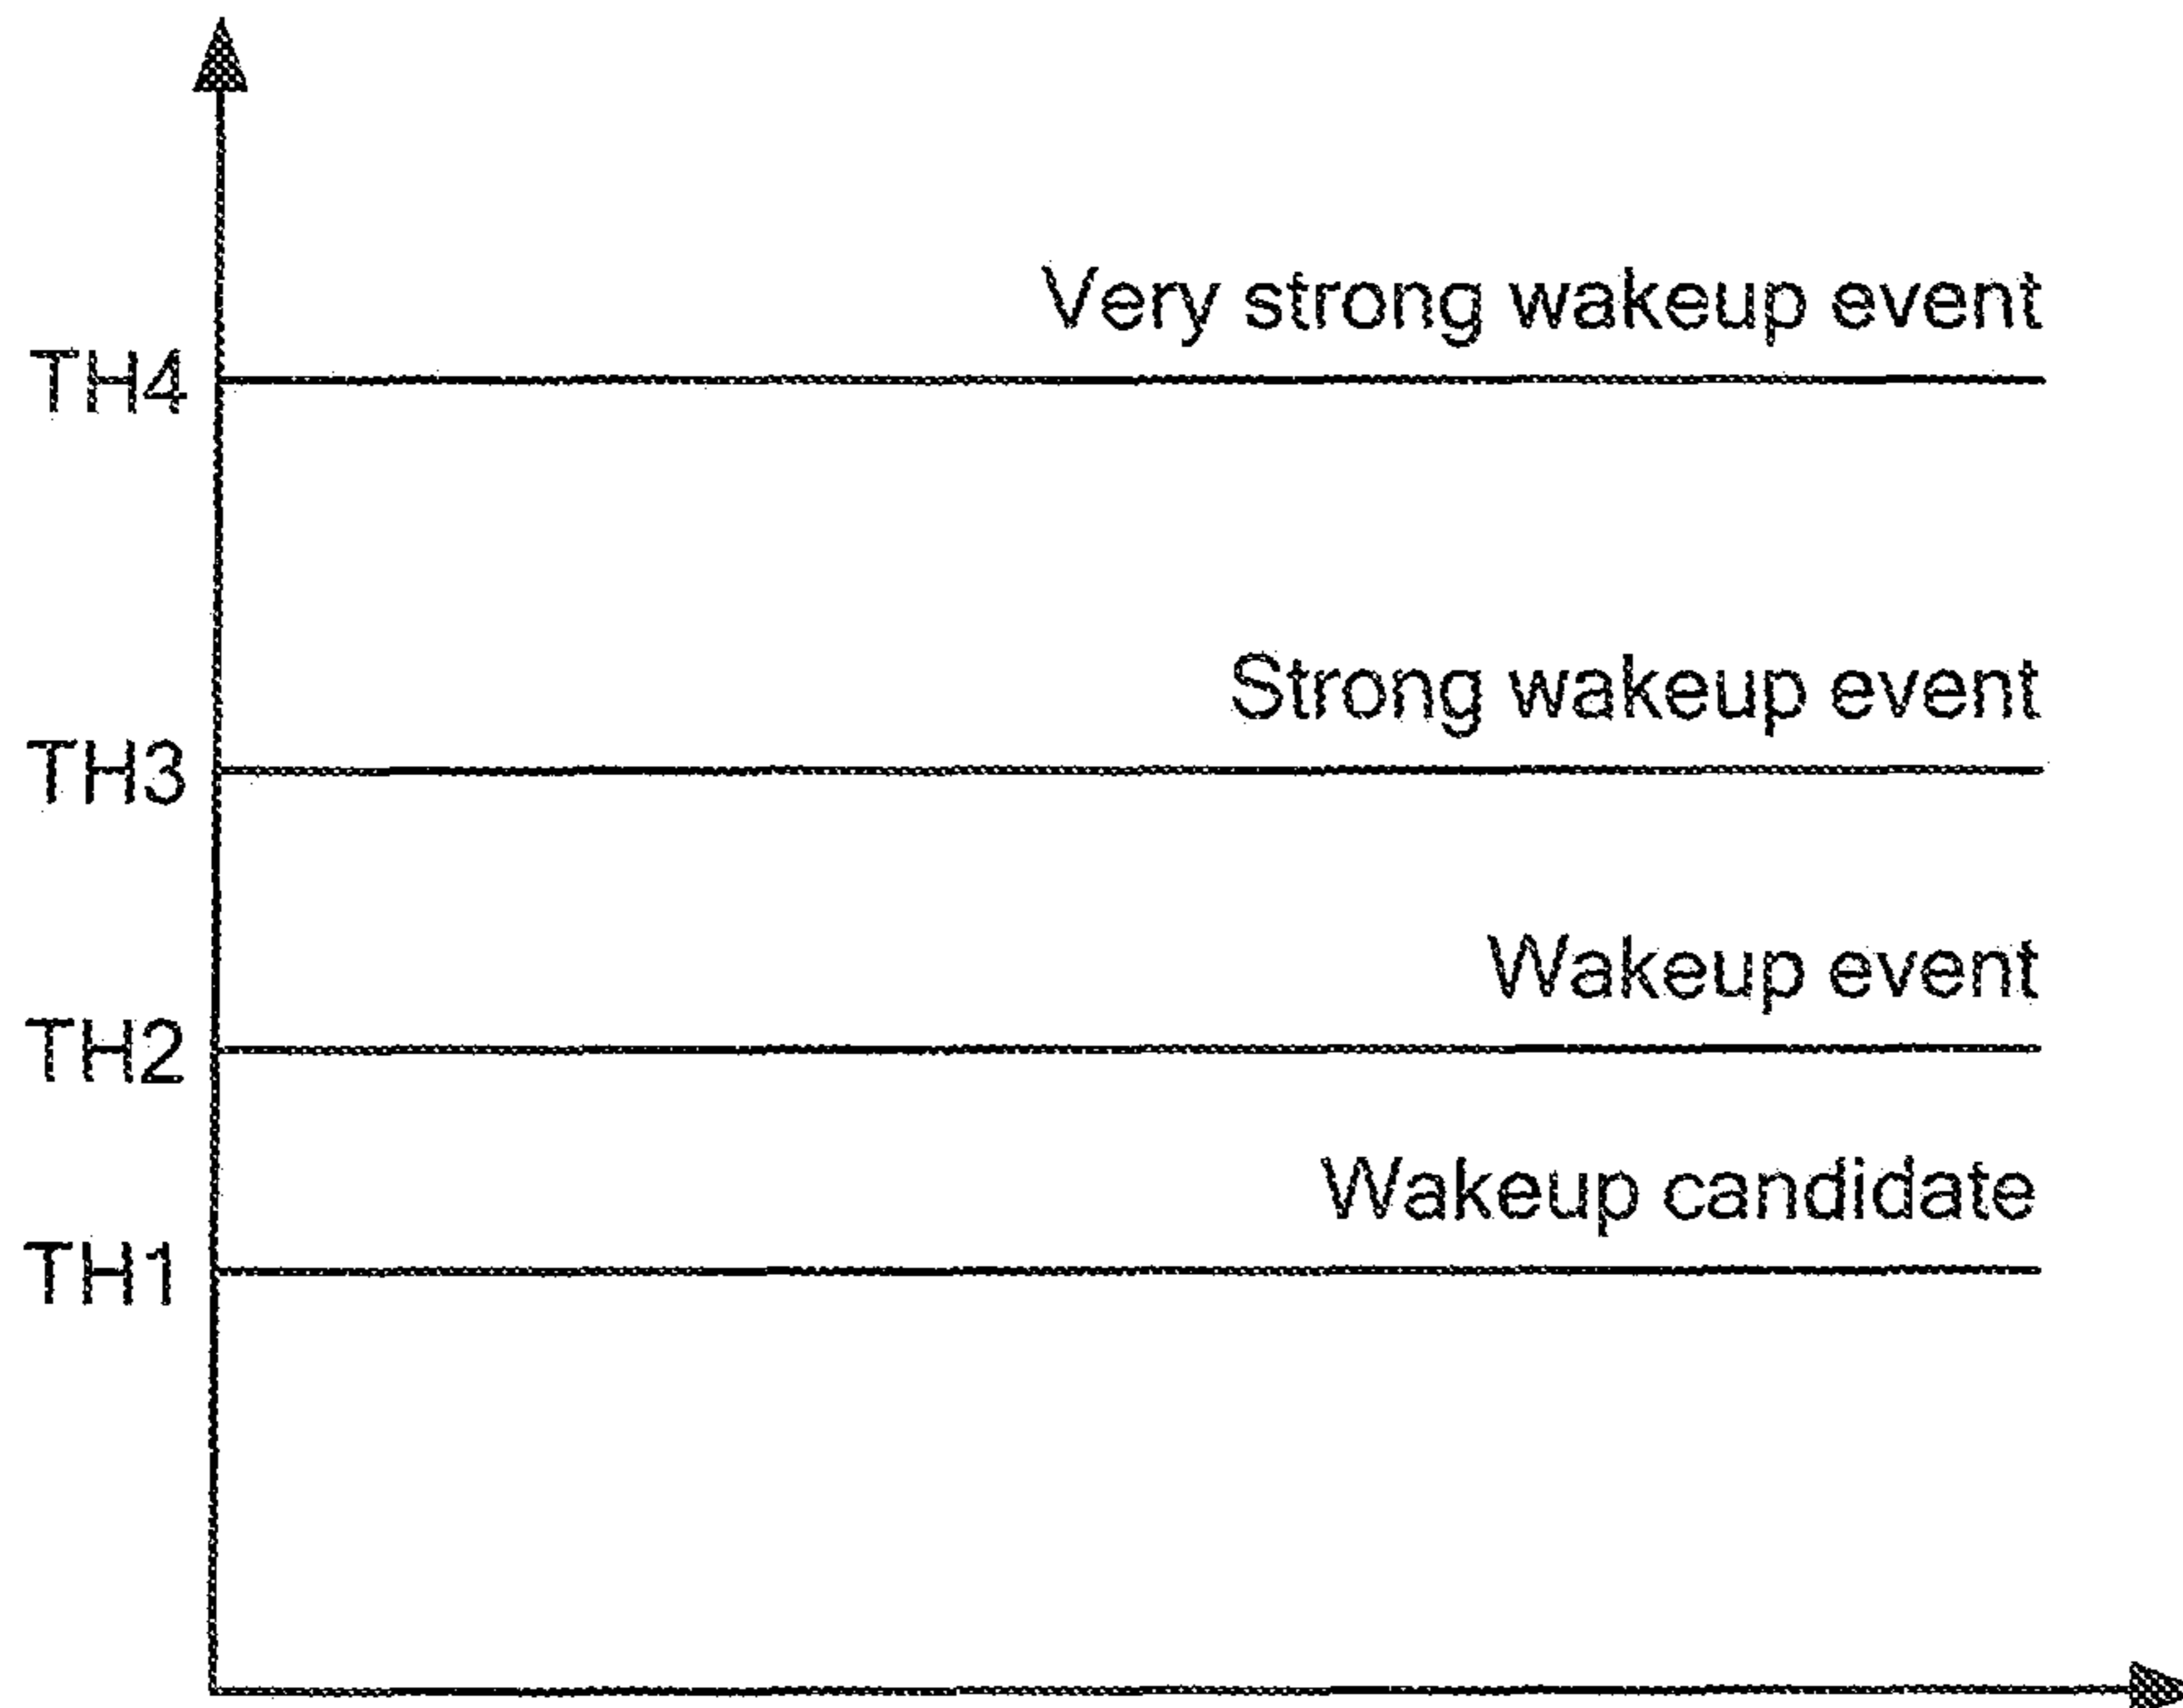 Very strong wakeup event
TH4
Strong wakeup event
TH3
Wakeup event
TH2
Wakeup candidate
TH1